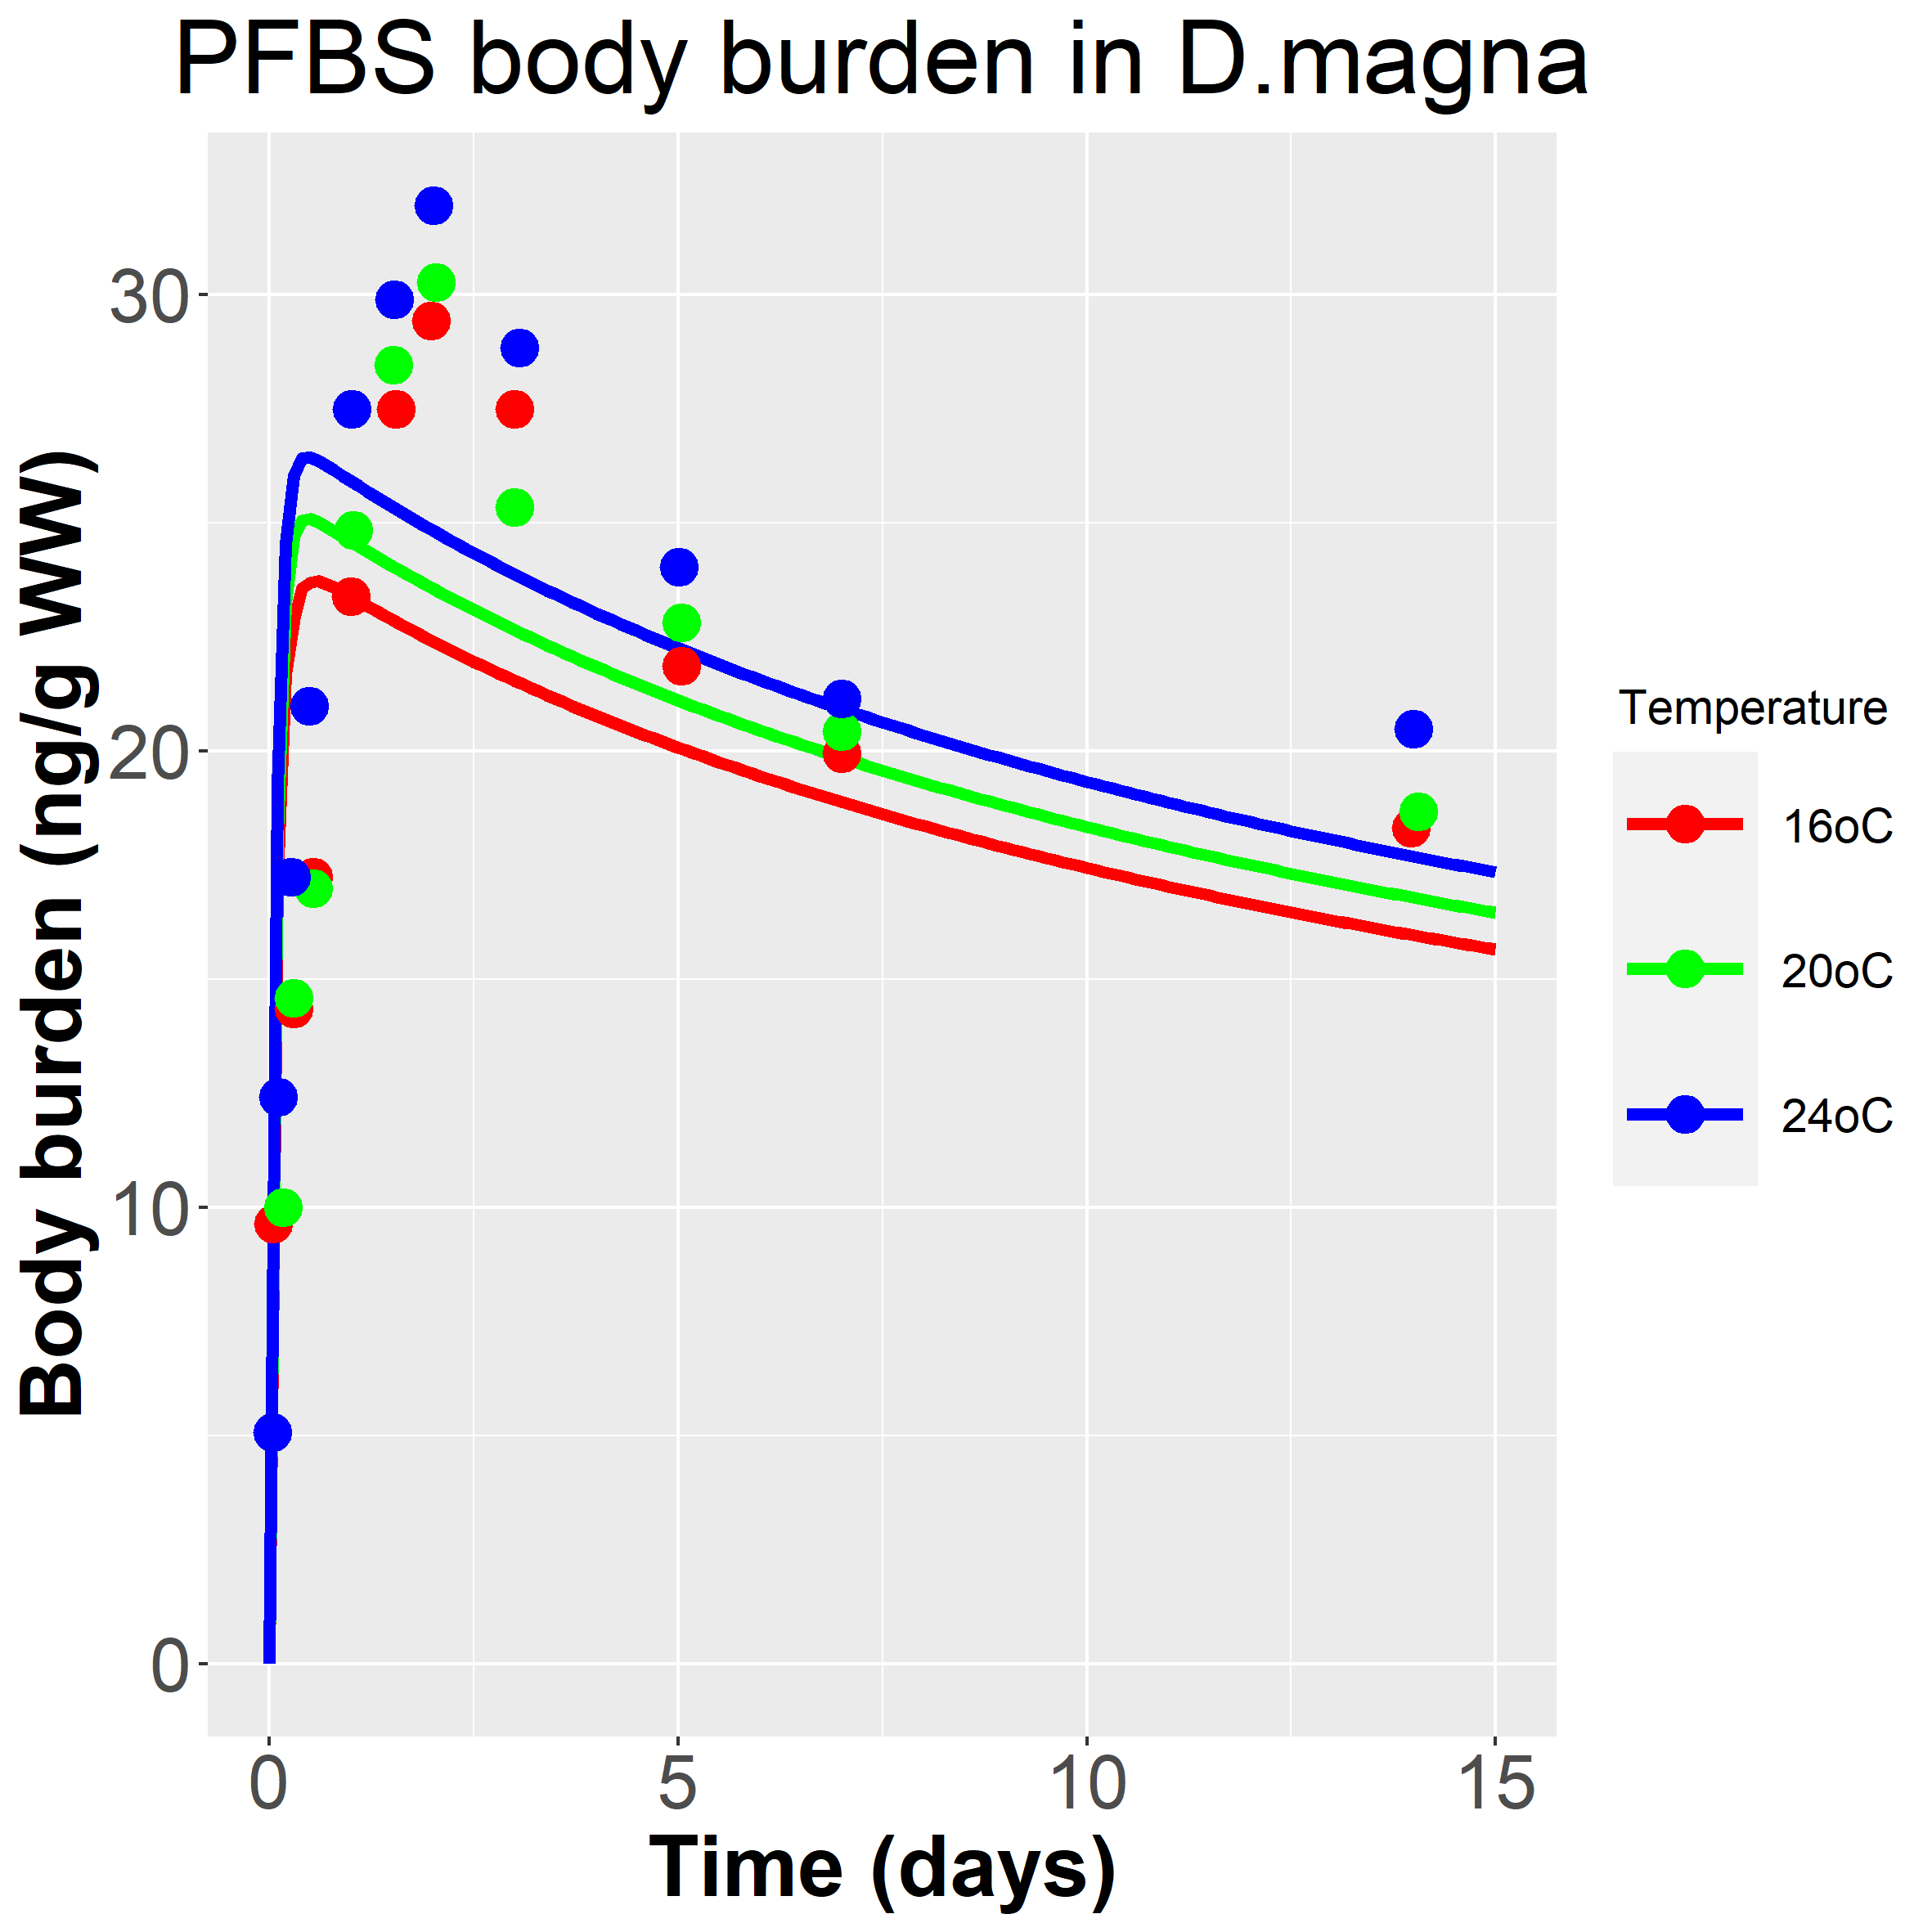 PFBS body burden in D.magna
Body burden (ng/g WW)
30
20
10
0
0 5 10 15
Time (days)
Temperature
16oC
20oC
24oC